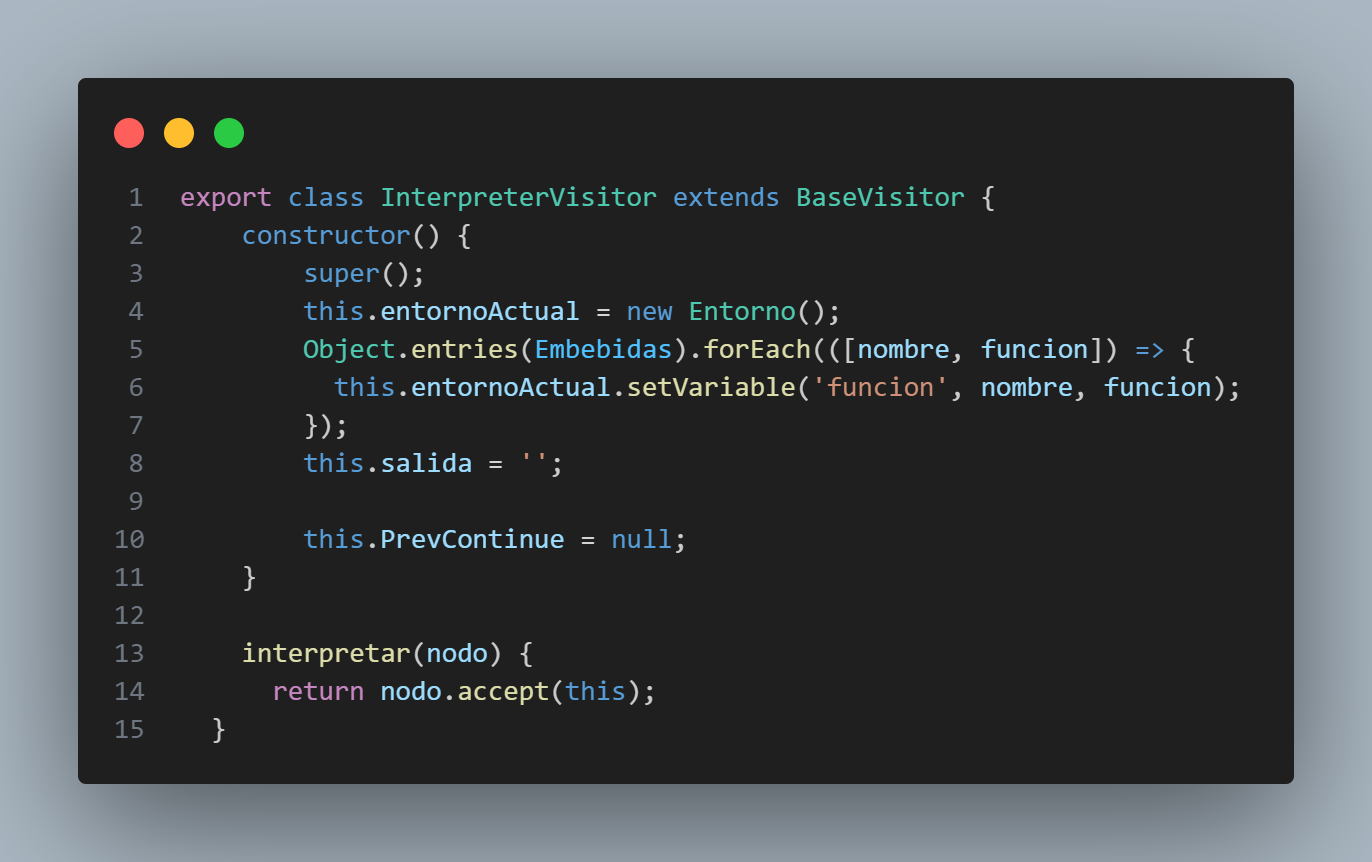 1 export class InterpreterVisitor extends BaseVisitor {
2     constructor() {
3         super();
4         this.entornoActual = new Entorno();
5         Object.entries(Embebidas).forEach(([nombre, funcion]) => {
6           this.entornoActual.setVariable('funcion', nombre, funcion);
7         });
8         this.salida = '';
9
10         this.PrevContinue = null;
11     }
12
13     interpretar(nodo) {
14       return nodo.accept(this);
15   }